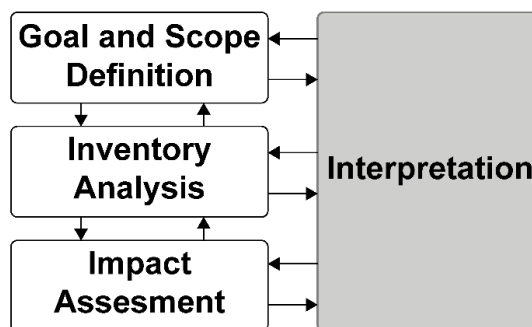 Goal and Scope
Definition
Inventory
Analysis
Interpretation
Impact
Assesment